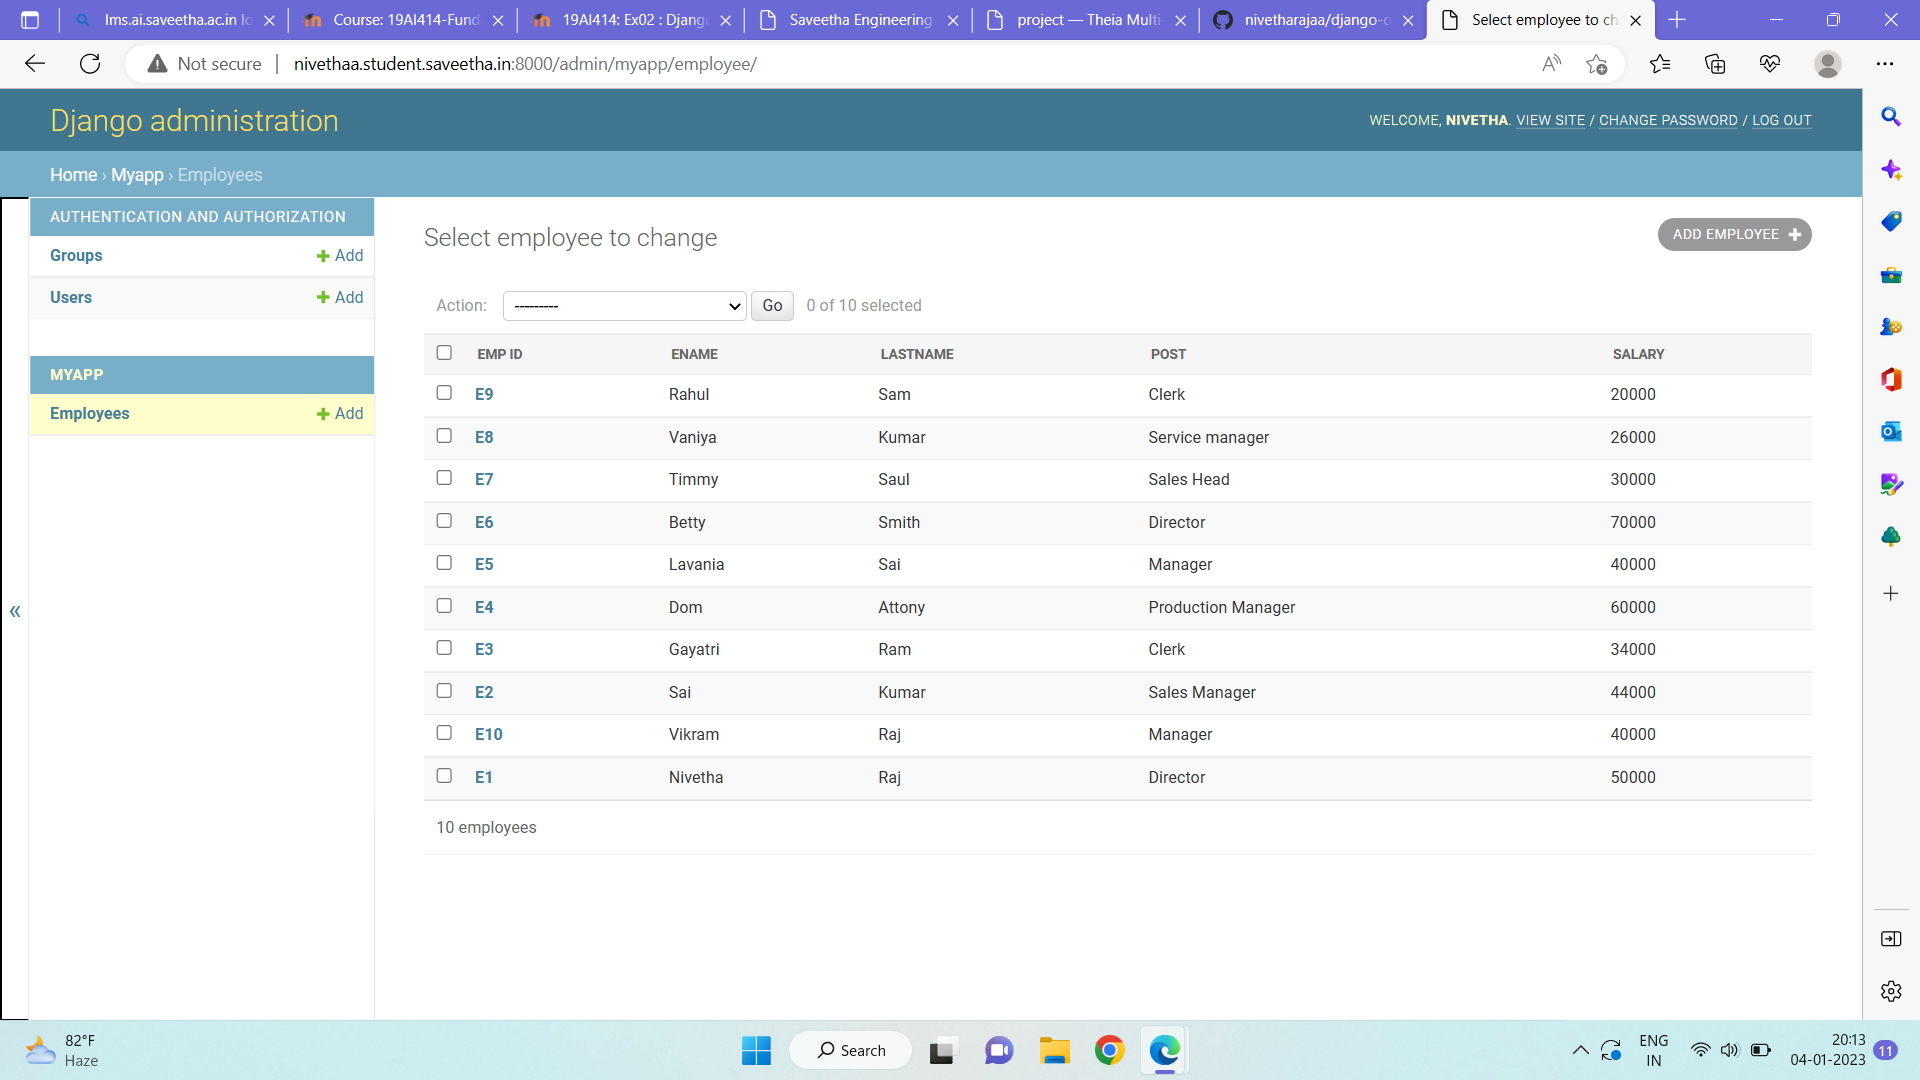 lms.ai.saveetha.ac.in lo
Course: 19AI414-Fund
19AI414: Ex02 : Djang
Saveetha Engineering
project — Theia Multi
nivetharajaa/django-o
Select employee to ch
Not secure
nivethaa.student.saveetha.in:8000/admin/myapp/employee/
Django administration
WELCOME, NIVETHA. VIEW SITE / CHANGE PASSWORD / LOG OUT
Home › Myapp › Employees
AUTHENTICATION AND AUTHORIZATION
Groups + Add
Users + Add
MYAPP
Employees + Add
«
Select employee to change
ADD EMPLOYEE +
Action: --------- Go 0 of 10 selected
EMP ID ENAME LASTNAME POST SALARY
E9 Rahul Sam Clerk 20000
E8 Vaniya Kumar Service manager 26000
E7 Timmy Saul Sales Head 30000
E6 Betty Smith Director 70000
E5 Lavania Sai Manager 40000
E4 Dom Attony Production Manager 60000
E3 Gayatri Ram Clerk 34000
E2 Sai Kumar Sales Manager 44000
E10 Vikram Raj Manager 40000
E1 Nivetha Raj Director 50000
10 employees
82°F
Haze
Search
ENG
IN
20:13
04-01-2023
11